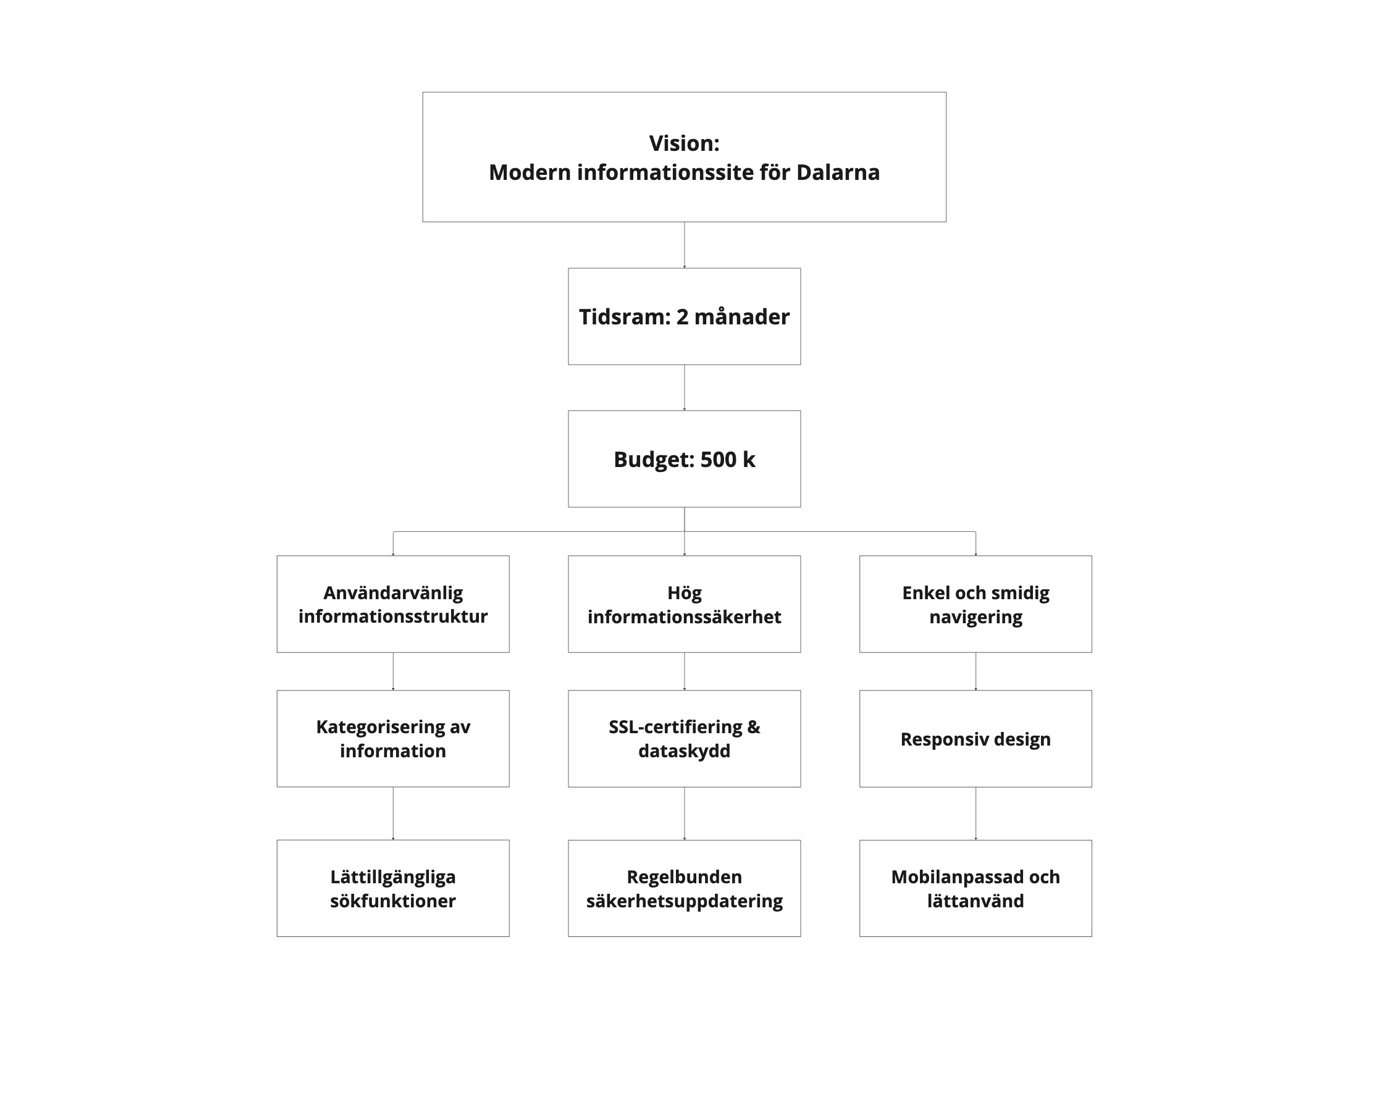 Vision:
Modern informationssite för Dalarna
Tidsram: 2 månader
Budget: 500 k
Användarvänlig
informationsstruktur
Hög
informationssäkerhet
Enkel och smidig
navigering
Kategorisering av
information
SSL-certifiering &
dataskydd
Responsiv design
Lättillgängliga
sökfunktioner
Regelbunden
säkerhetsuppdatering
Mobilanpassad och
lättanvänd